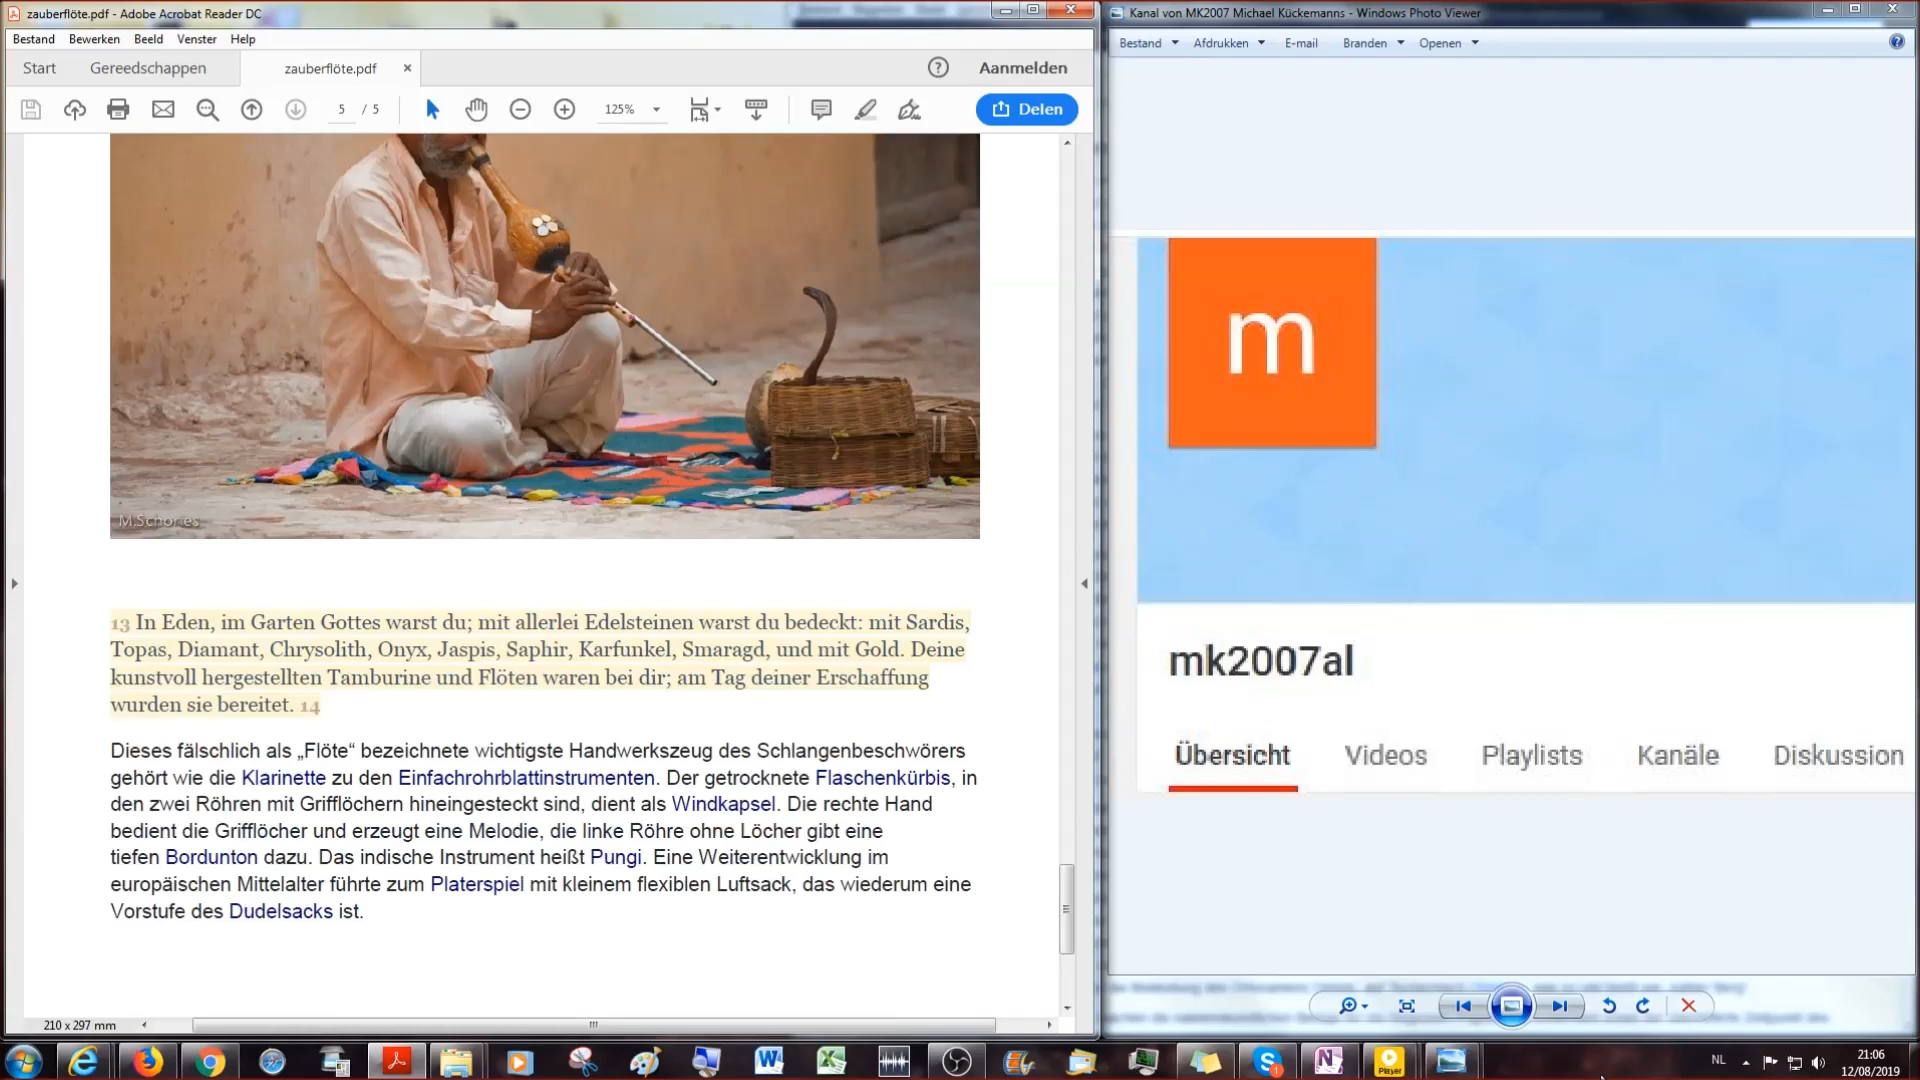 zauberflöte.pdf - Adobe Acrobat Reader DC
Bestand Bewerken Beeld Venster Help
Start Gereedschappen zauberflöte.pdf × ? Aanmelden
5 / 5 125% Delen
M.Schor.es
13 In Eden, im Garten Gottes warst du; mit allerlei Edelsteinen warst du bedeckt: mit Sardis,
Topas, Diamant, Chrysolith, Onyx, Jaspis, Saphir, Karfunkel, Smaragd, und mit Gold. Deine
kunstvoll hergestellten Tamburine und Flöten waren bei dir; am Tag deiner Erschaffung
wurden sie bereitet. 14
Dieses fälschlich als „Flöte“ bezeichnete wichtigste Handwerkszeug des Schlangenbeschwörers
gehört wie die Klarinette zu den Einfachrohrblattinstrumenten. Der getrocknete Flaschenkürbis, in
den zwei Röhren mit Grifflöchern hineingesteckt sind, dient als Windkapsel. Die rechte Hand
bedient die Grifflöcher und erzeugt eine Melodie, die linke Röhre ohne Löcher gibt eine
tiefen Bordunton dazu. Das indische Instrument heißt Pungi. Eine Weiterentwicklung im
europäischen Mittelalter führte zum Platerspiel mit kleinem flexiblen Luftsack, das wiederum eine
Vorstufe des Dudelsacks ist.
210 x 297 mm
Kanal von MK2007 Michael Kückemanns - Windows Photo Viewer
Bestand Afdrukken E-mail Branden Openen
m
mk2007al
Übersicht Videos Playlists Kanäle Diskussion
Player
NL
21:06
12/08/2019